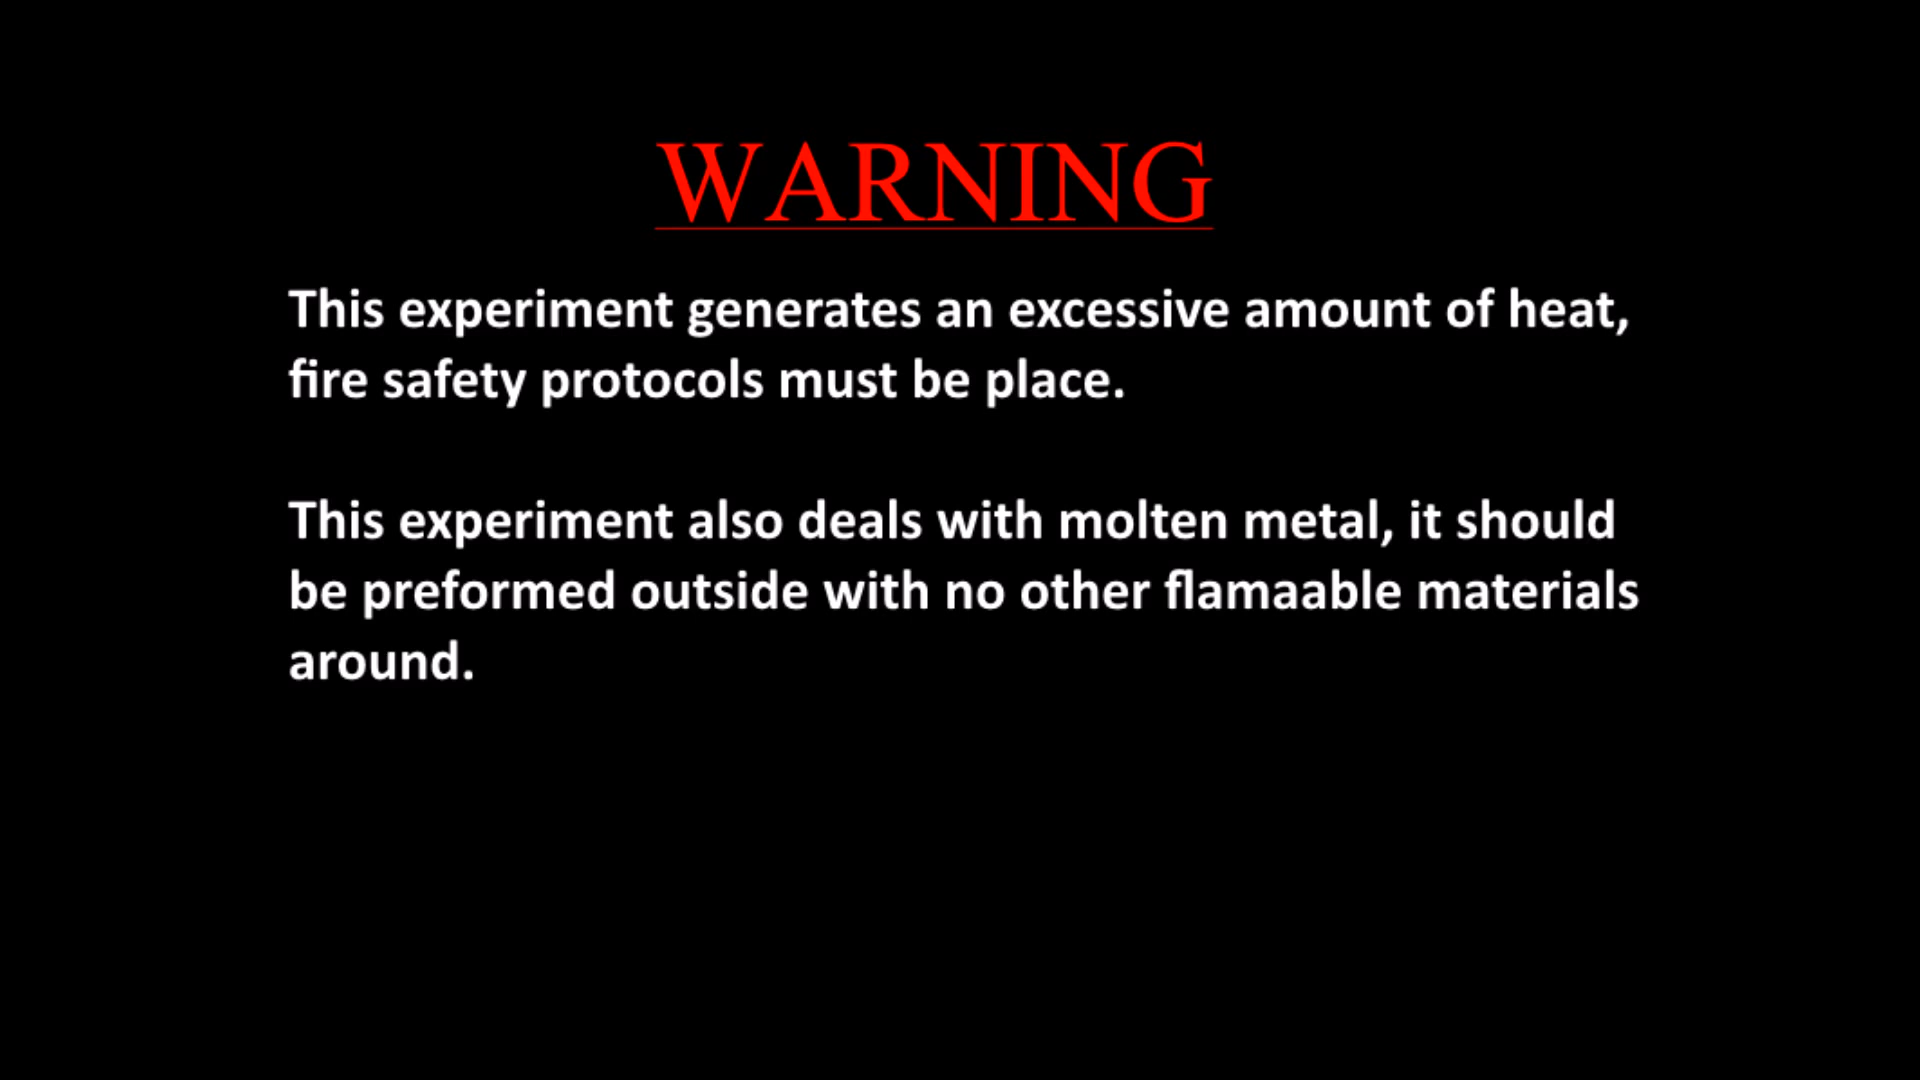 WARNING
This experiment generates an excessive amount of heat,
fire safety protocols must be place.
This experiment also deals with molten metal, it should
be preformed outside with no other flamaable materials
around.